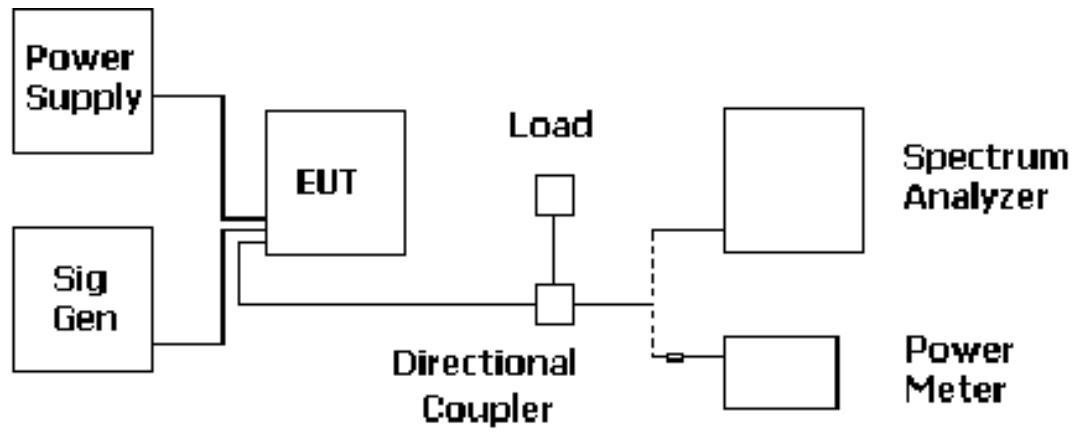 Power
Supply
EUT
Load
Spectrum
Analyzer
Sig
Gen
Directional
Coupler
Power
Meter